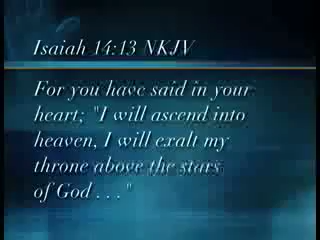 Isaiah 14:13 NKJV
For you have said in your
heart; "I will ascend into
heaven, I will exalt my
throne above the stars
of God . . ."